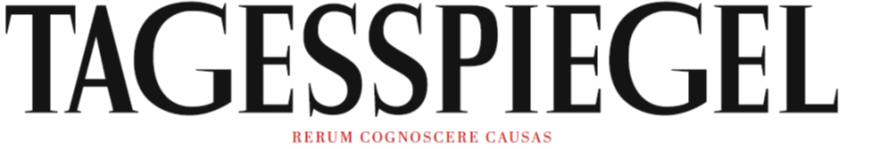 TAGESSPIEGEL
RERUM COGNOSCERE CAUSAS